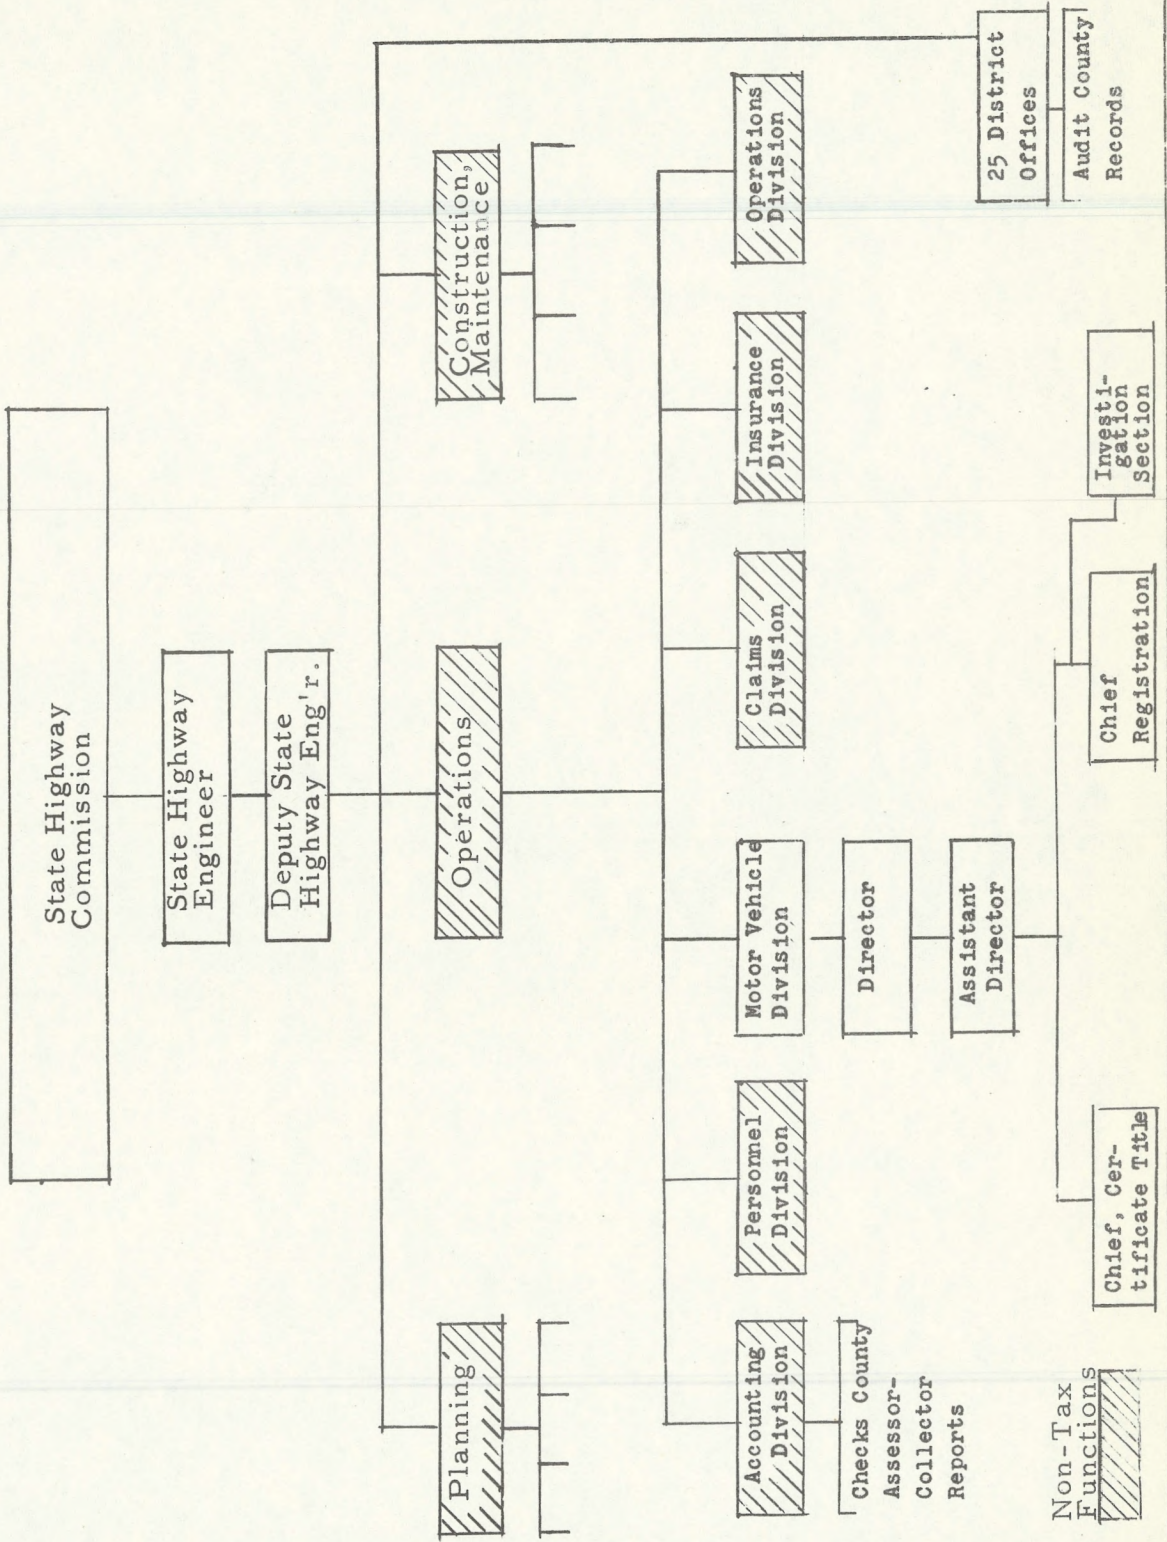 State Highway
Commission
State Highway
Engineer
Deputy State
Highway Eng'r.
Planning
Operations
Construction,
Maintenance
Accounting
Division
Personnel
Division
Motor Vehicle
Division
Claims
Division
Insurance
Division
Operations
Division
Checks County
Assessor-
Collector
Reports
Director
Assistant
Director
25 District
Offices
Audit County
Records
Chief, Cer-
tificate Title
Chief
Registration
Investi-
gation
Section
Non-Tax
Functions